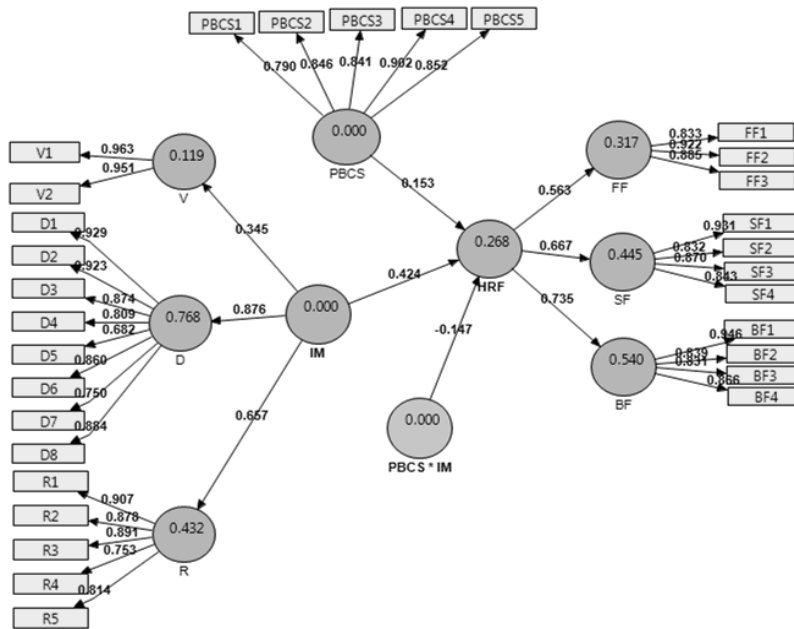 PBCS1 PBCS2 PBCS3 PBCS4 PBCS5
0.790 0.846 0.841 0.902 0.852
0.000
PBCS
V1
V2
0.963
0.951
0.119
V
0.345
0.153
0.317
FF
0.833
0.922
0.885
FF1
FF2
FF3
0.563
0.268
HRF
0.667
0.445
SF
0.931
0.832
0.870
0.843
SF1
SF2
SF3
SF4
D1
D2
D3
D4
D5
D6
D7
D8
0.929
0.923
0.874
0.809
0.682
0.860
0.750
0.884
0.768
D
0.876
0.000
IM
0.424
-0.147
0.735
0.540
BF
0.946
0.839
0.831
0.866
BF1
BF2
BF3
BF4
0.657
0.000
PBCS * IM
R1
R2
R3
R4
R5
0.907
0.878
0.891
0.753
0.814
0.432
R